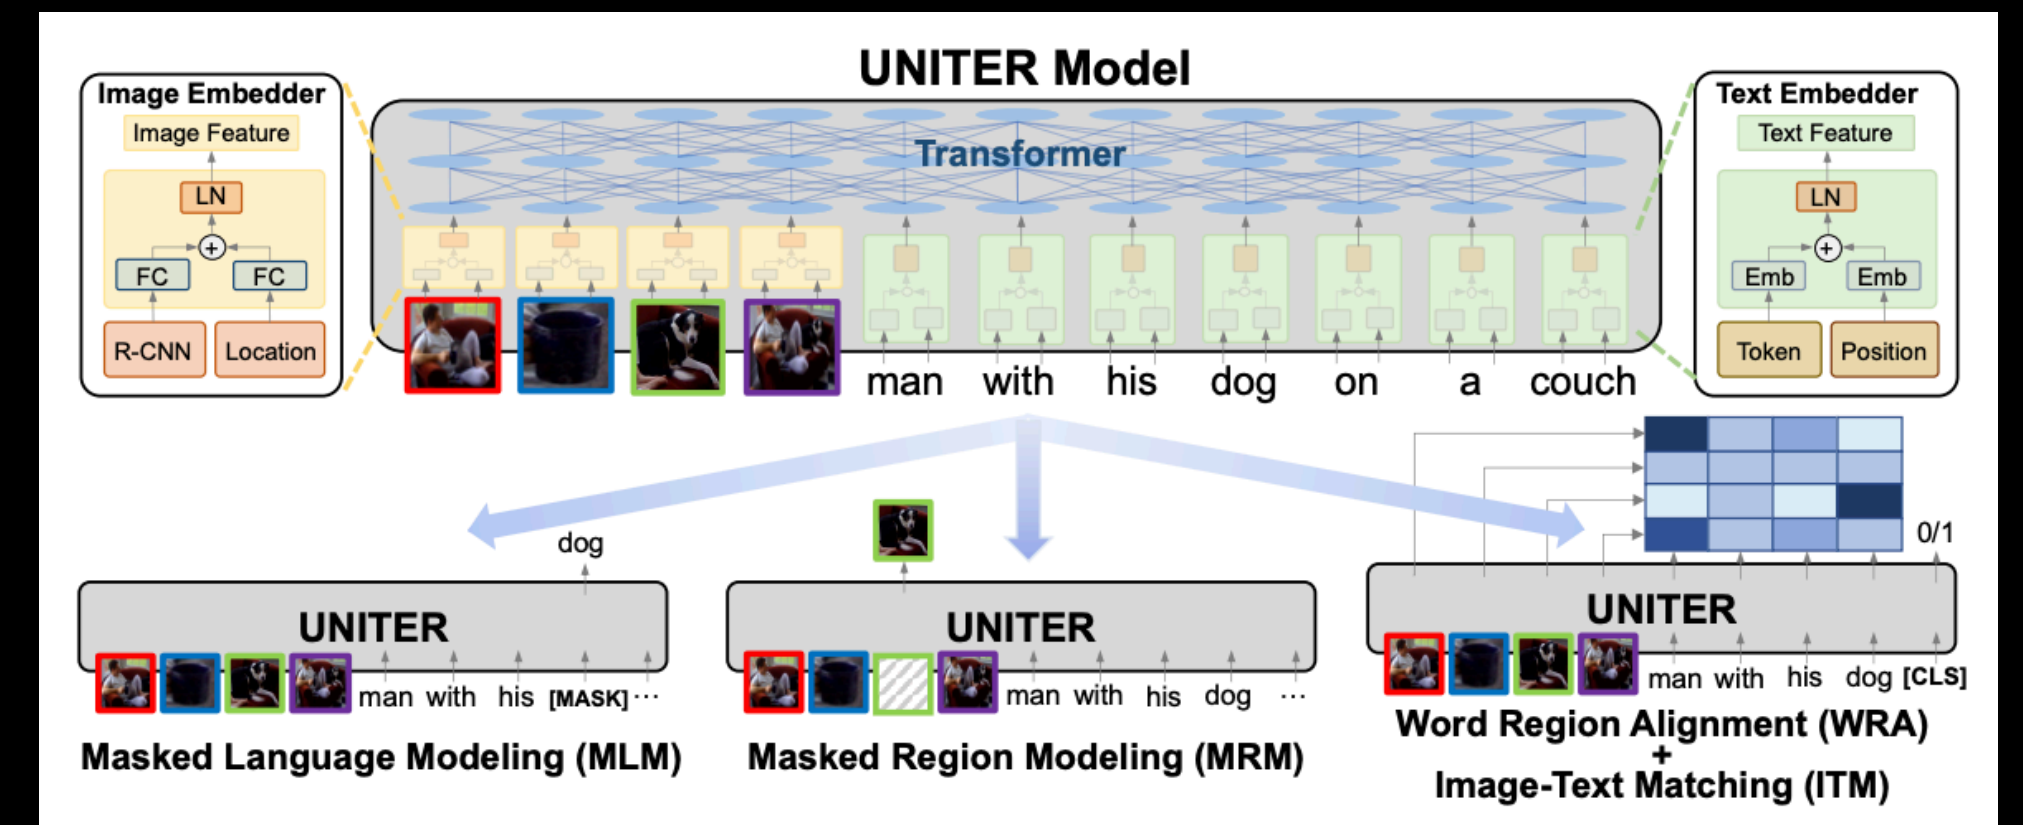 UNITER Model
Image Embedder
Image Feature
LN
+
FC FC
R-CNN Location
Transformer
Text Embedder
Text Feature
LN
+
Emb Emb
Token Position
man with his dog on a couch
dog
UNITER
man with his [MASK] ...
Masked Language Modeling (MLM)
UNITER
man with his dog ...
Masked Region Modeling (MRM)
0/1
UNITER
man with his dog [CLS]
Word Region Alignment (WRA)
+
Image-Text Matching (ITM)